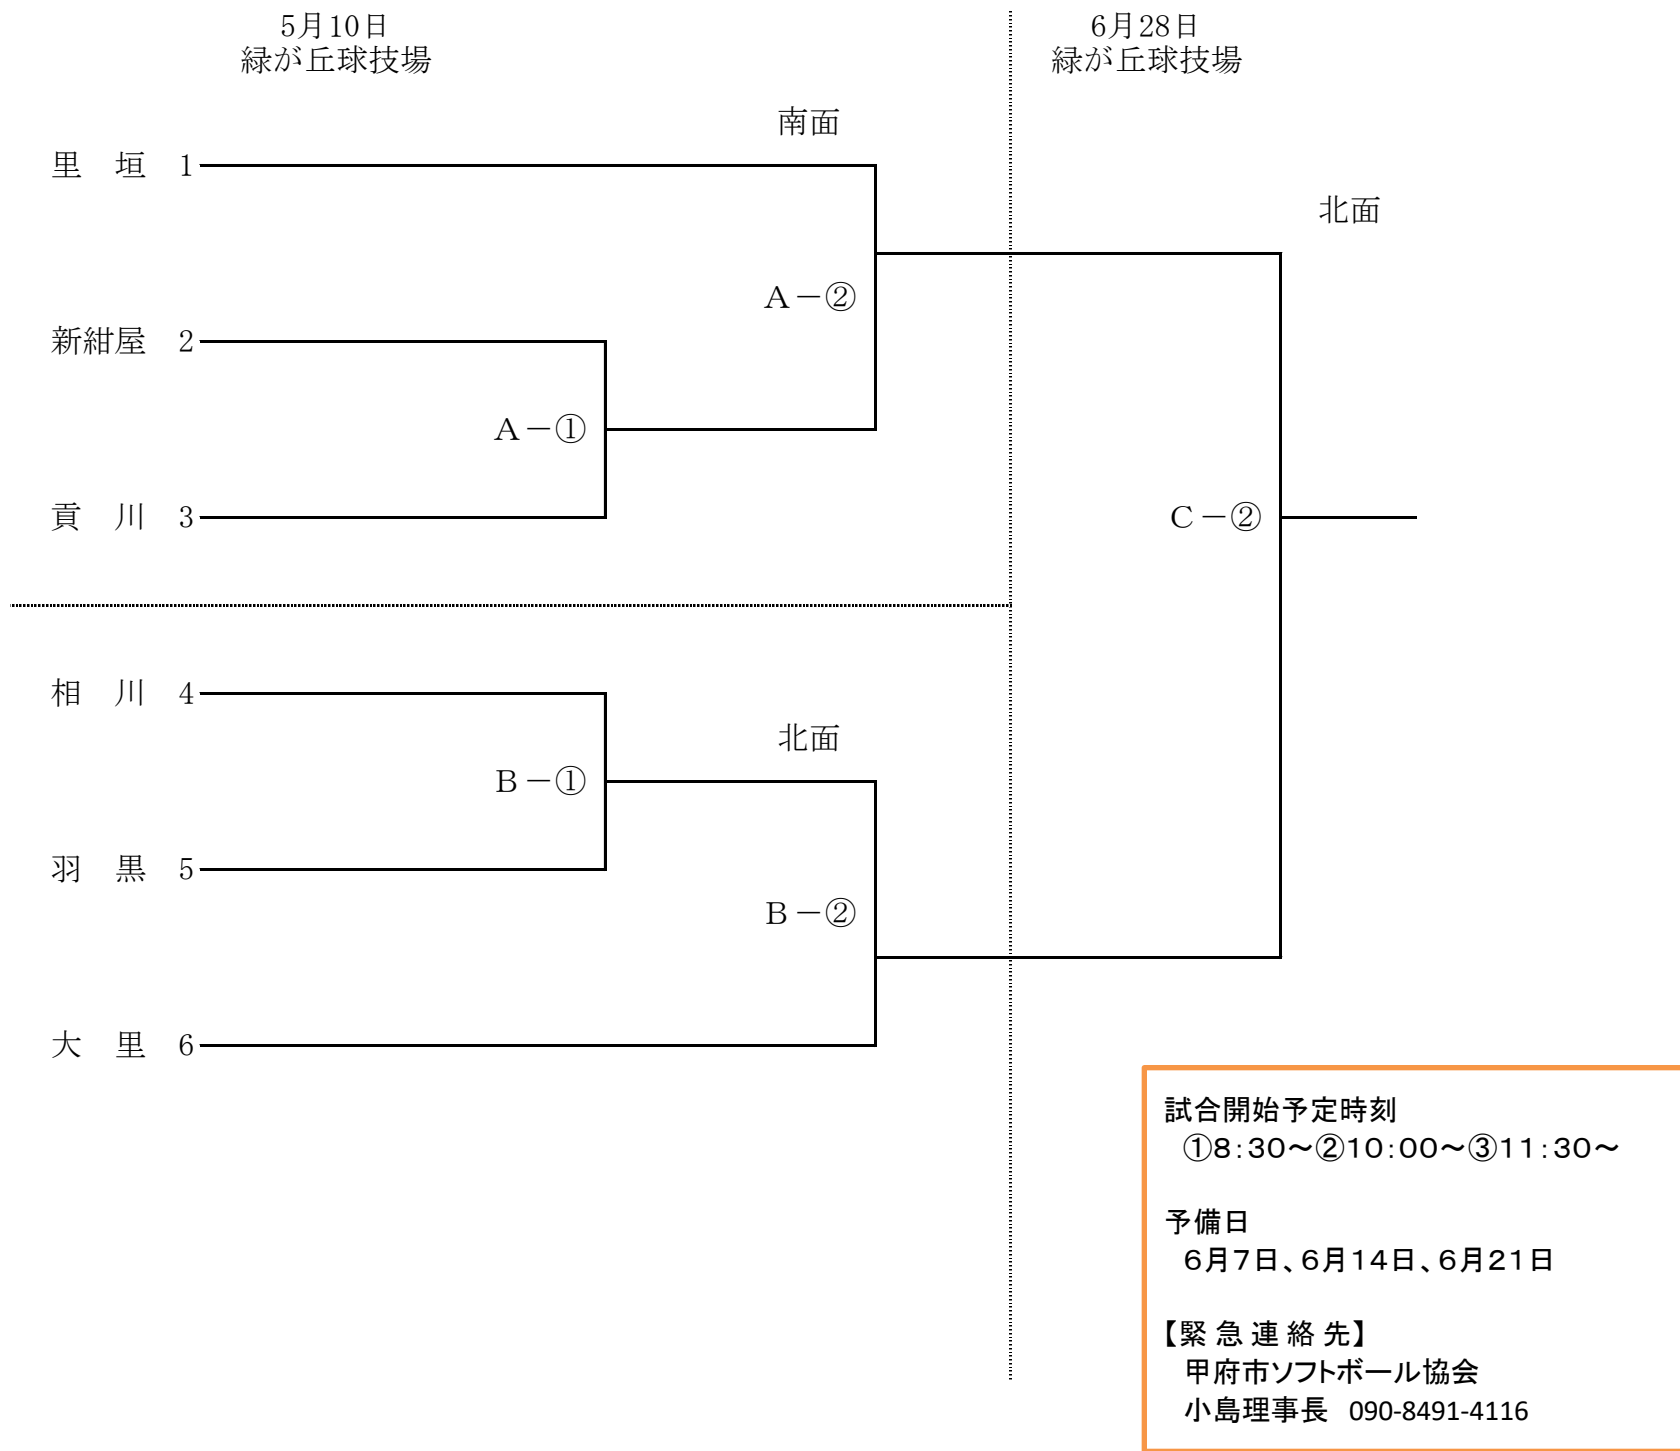 5月10日
緑が丘球技場
6月28日
緑が丘球技場
南面
里　垣　1
北面
A－②
新紺屋　2
A－①
貢　川　3
C－②
相　川　4
北面
B－①
羽　黒　5
B－②
大　里　6
試合開始予定時刻
①8：30～②10：00～③11：30～
予備日
6月7日、6月14日、6月21日
【緊 急 連 絡 先】
甲府市ソフトボール協会
小島理事長　090-8491-4116